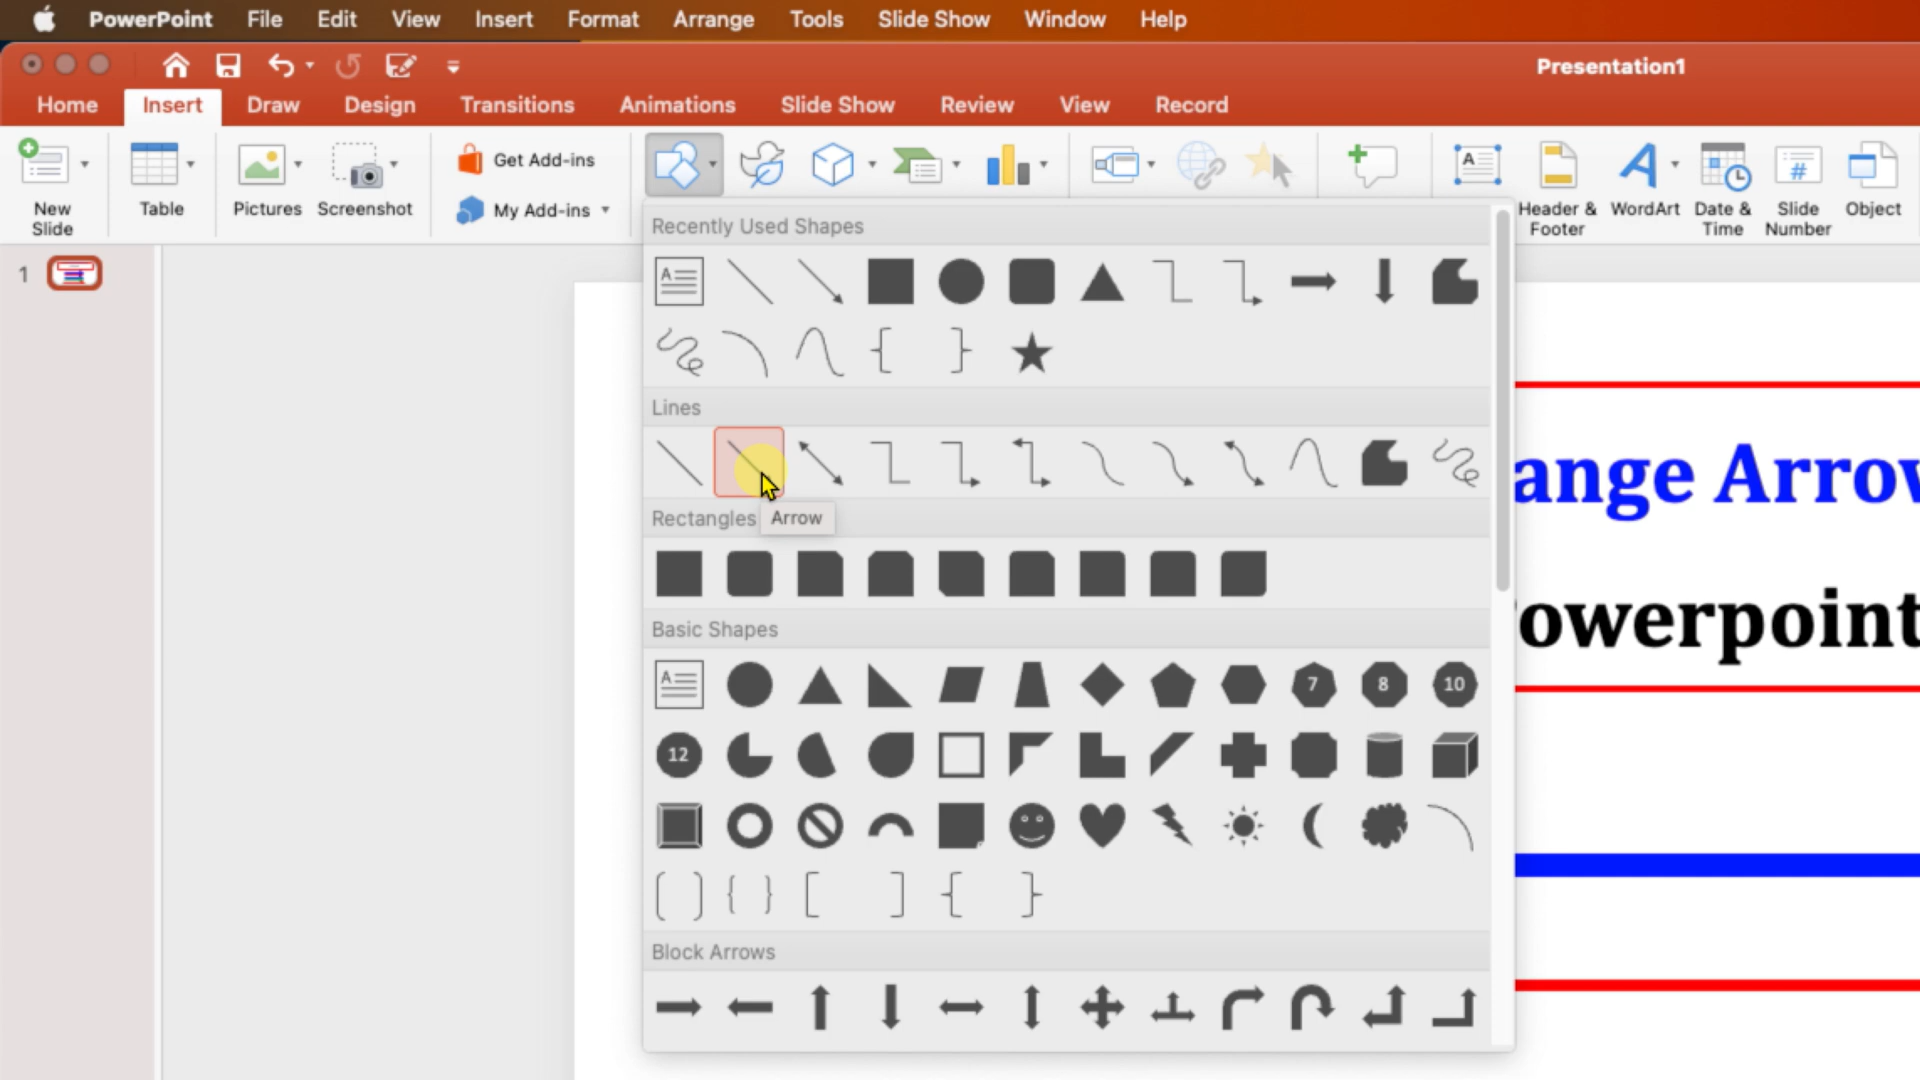 PowerPoint File Edit View Insert Format Arrange Tools Slide Show Window Help
Presentation1
Home Insert Draw Design Transitions Animations Slide Show Review View Record
Get Add-ins
My Add-ins
New Slide
Table
Pictures
Screenshot
Header & Footer
WordArt
Date & Time
Slide Number
Object
Recently Used Shapes
1
Lines
Rectangles
Arrow
Basic Shapes
7 8 10
12
Block Arrows
ange Arrow
owerpoint